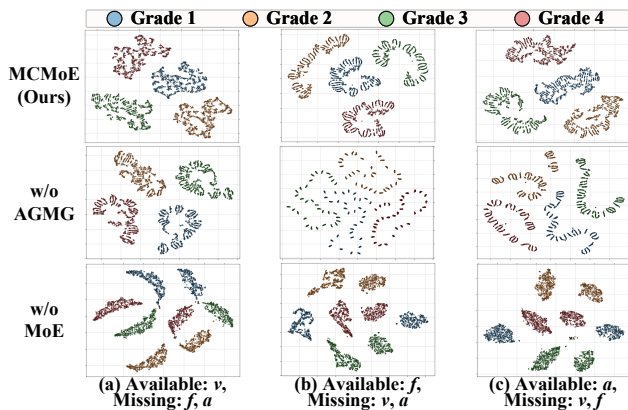 Grade 1 Grade 2 Grade 3 Grade 4
MCMoE
(Ours)
w/o
AGMG
w/o
MoE
(a) Available: v,
Missing: f, a
(b) Available: f,
Missing: v, a
(c) Available: a,
Missing: v, f